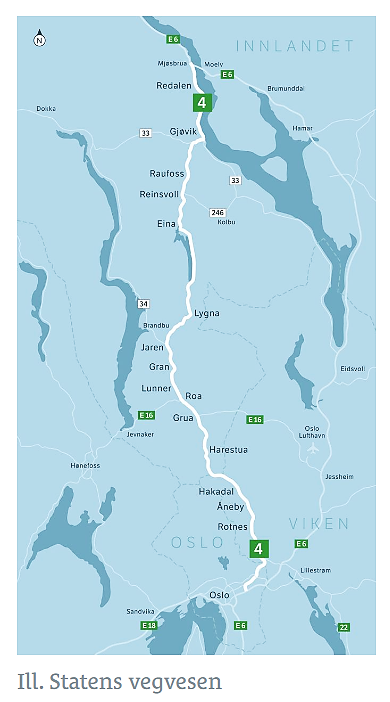 N
E6
INNLANDET
Mjøsbrua
Moelv
E6
Redalen
Brumunddal
4
Dokka
33
Gjøvik
Hamar
Raufoss
33
Reinsvoll
246
Eina
Kolbu
34
Lygna
Brandbu
Jaren
Gran
Eidsvoll
Lunner
Roa
E16
Grua
E16
Jevnaker
Oslo
Lufthavn
Harestua
Hønefoss
Jessheim
Hakadal
Åneby
Rotnes
VIKEN
OSLO
4
E6
Lillestrøm
Oslo
Sandvika
E18
E6
22
Ill. Statens vegvesen